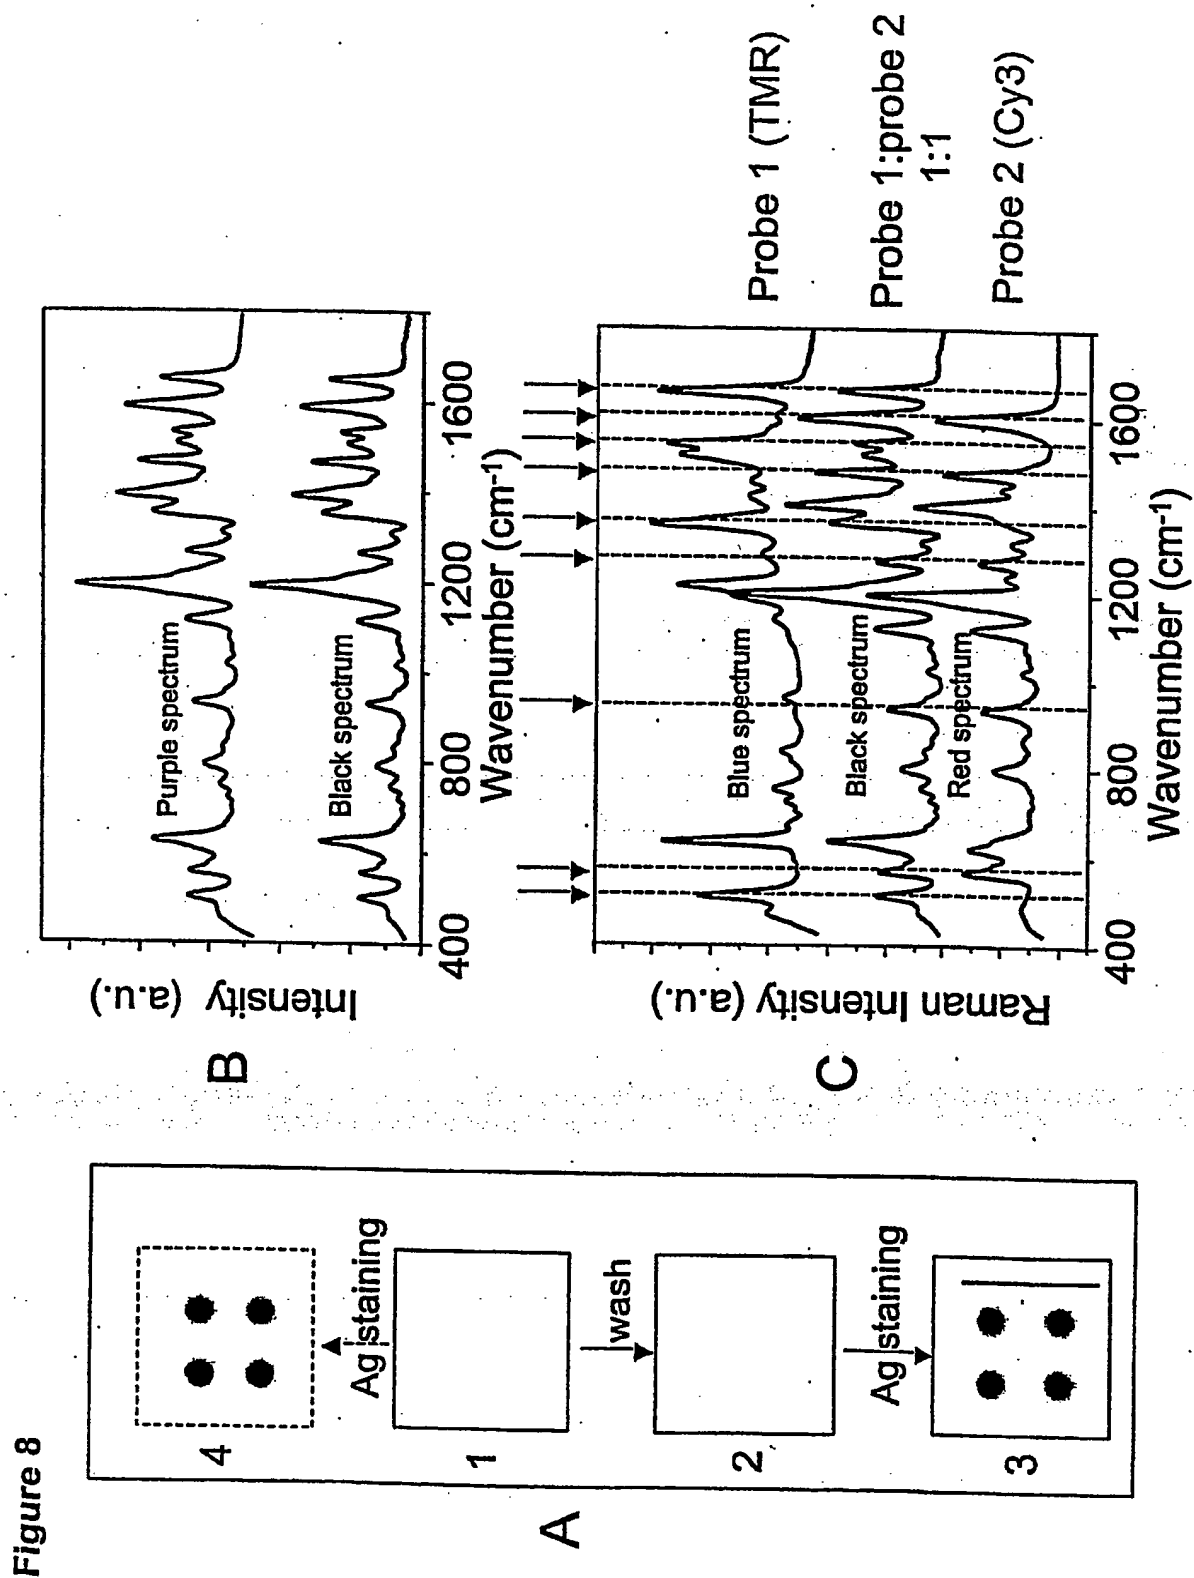 Figure 8
A
4
Ag staining
1
wash
2
Ag staining
3
B
Intensity (a.u.)
Purple spectrum
Black spectrum
400
800
1200
1600
Wavenumber (cm-1)
C
Raman Intensity (a.u.)
Blue spectrum
Black spectrum
Red spectrum
Probe 1 (TMR)
Probe 1:probe 2
1:1
Probe 2 (Cy3)
400
800
1200
1600
Wavenumber (cm-1)